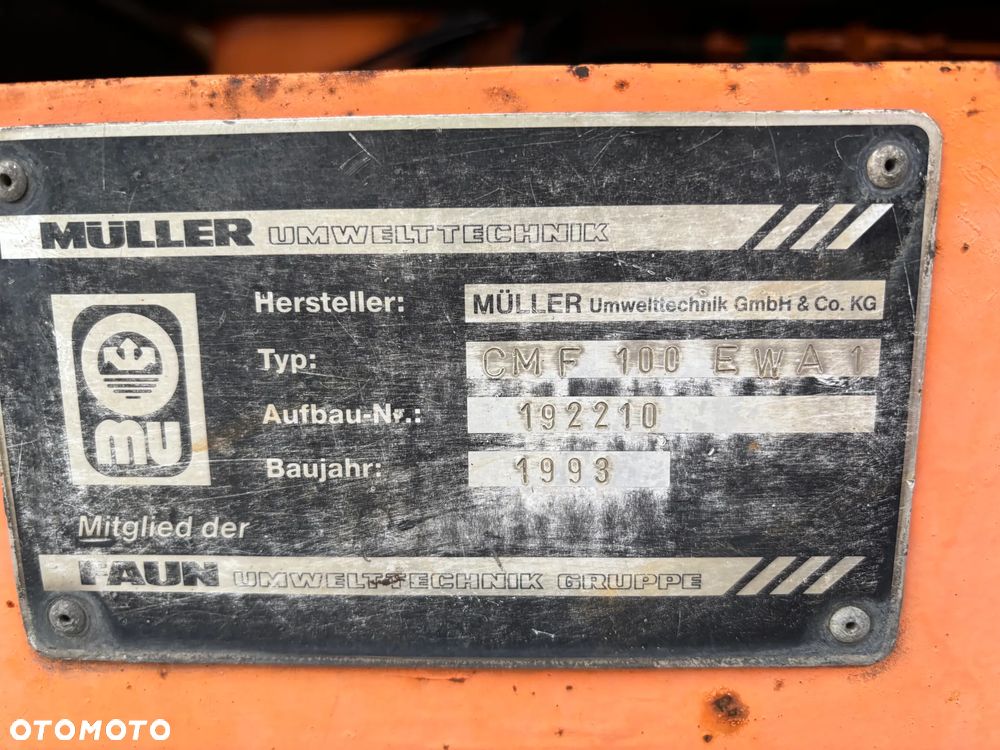 MÜLLER UMWELTTECHNIK
Hersteller: MÜLLER Umwelttechnik GmbH & Co. KG
Typ: CMF 100 EWA 1
Aufbau-Nr.: 192210
Baujahr: 1993
mu
Mitglied der
FAUN UMWELTTECHNIK GRUPPE
OTOMOTO